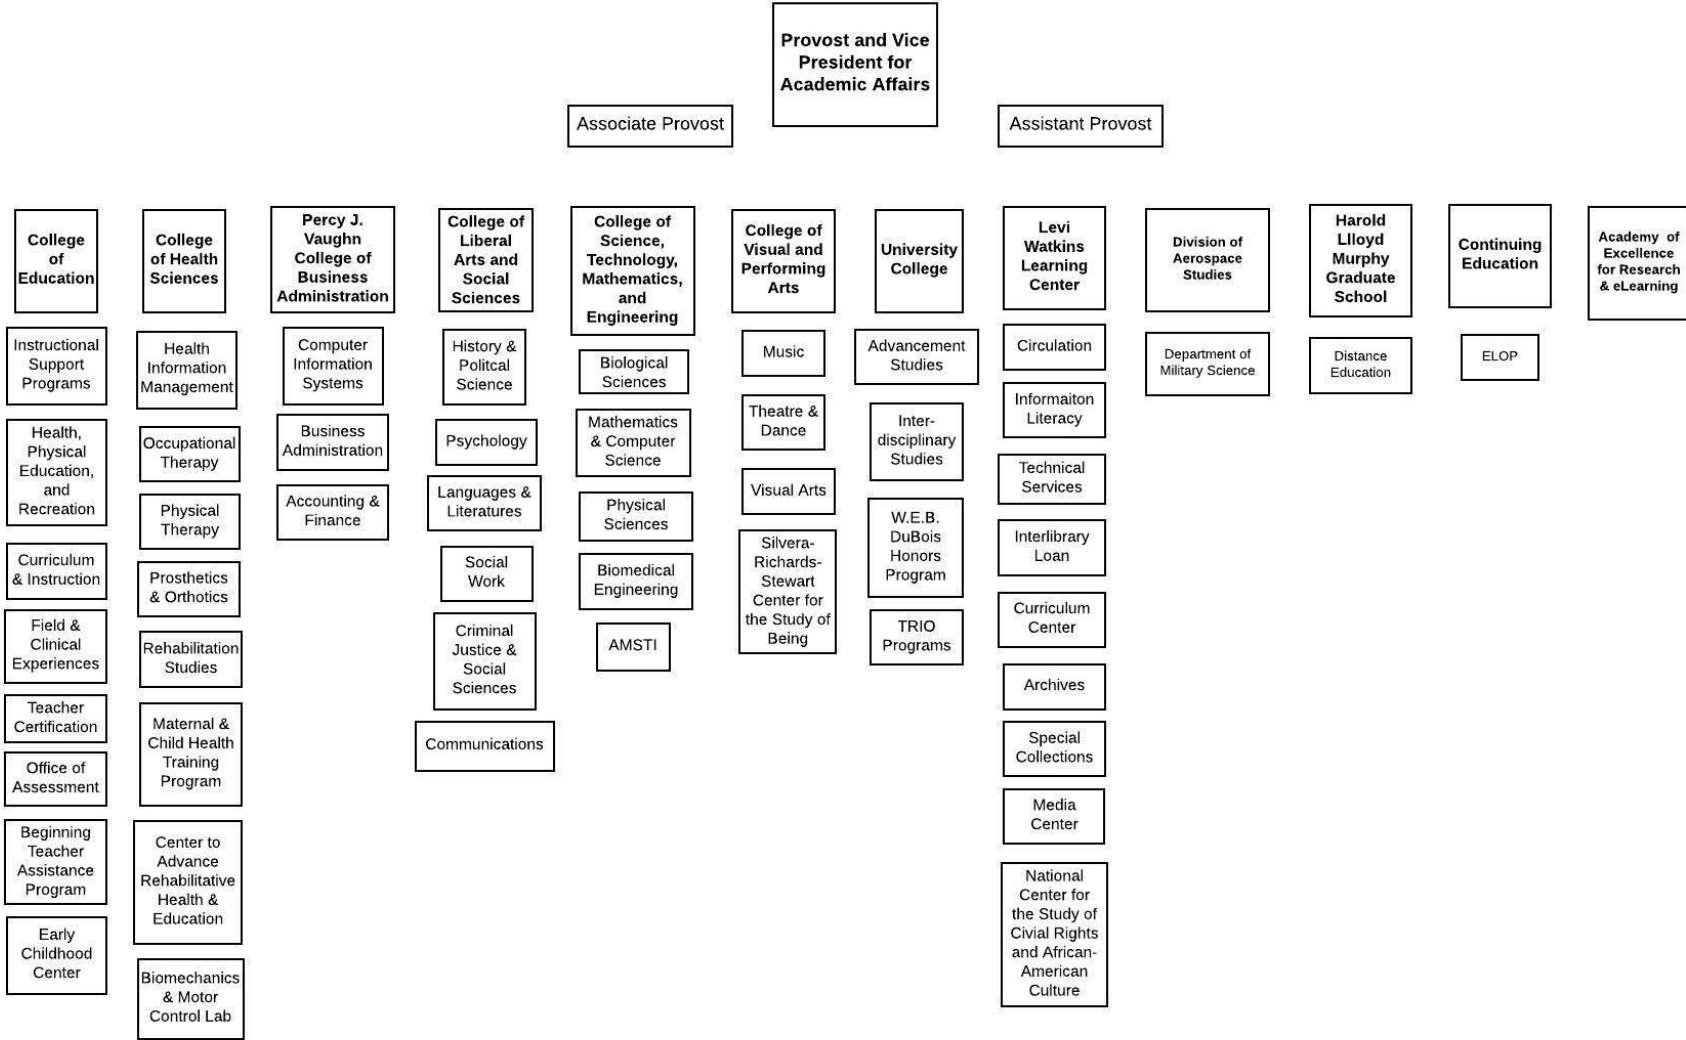 Provost and Vice
President for
Academic Affairs
Associate Provost
Assistant Provost
College
of
Education
Instructional
Support
Programs
Health,
Physical
Education,
and
Recreation
Curriculum
& Instruction
Field &
Clinical
Experiences
Teacher
Certification
Office of
Assessment
Beginning
Teacher
Assistance
Program
Early
Childhood
Center
College
of Health
Sciences
Health
Information
Management
Occupational
Therapy
Physical
Therapy
Prosthetics
& Orthotics
Rehabilitation
Studies
Maternal &
Child Health
Training
Program
Center to
Advance
Rehabilitative
Health &
Education
Biomechanics
& Motor
Control Lab
Percy J.
Vaughn
College of
Business
Administration
Computer
Information
Systems
Business
Administration
Accounting &
Finance
College of
Liberal
Arts and
Social
Sciences
History &
Politcal
Science
Psychology
Languages &
Literatures
Social
Work
Criminal
Justice &
Social
Sciences
Communications
College of
Science,
Technology,
Mathematics,
and
Engineering
Biological
Sciences
Mathematics
& Computer
Science
Physical
Sciences
Biomedical
Engineering
AMSTI
College of
Visual and
Performing
Arts
Music
Theatre &
Dance
Visual Arts
Silvera-
Richards-
Stewart
Center for
the Study of
Being
University
College
Advancement
Studies
Inter-
disciplinary
Studies
W.E.B.
DuBois
Honors
Program
TRIO
Programs
Levi
Watkins
Learning
Center
Circulation
Informaiton
Literacy
Technical
Services
Interlibrary
Loan
Curriculum
Center
Archives
Special
Collections
Media
Center
National
Center for
the Study of
Civial Rights
and African-
American
Culture
Division of
Aerospace
Studies
Department of
Military Science
Harold
Llloyd
Murphy
Graduate
School
Distance
Education
Continuing
Education
ELOP
Academy of
Excellence
for Research
& eLearning